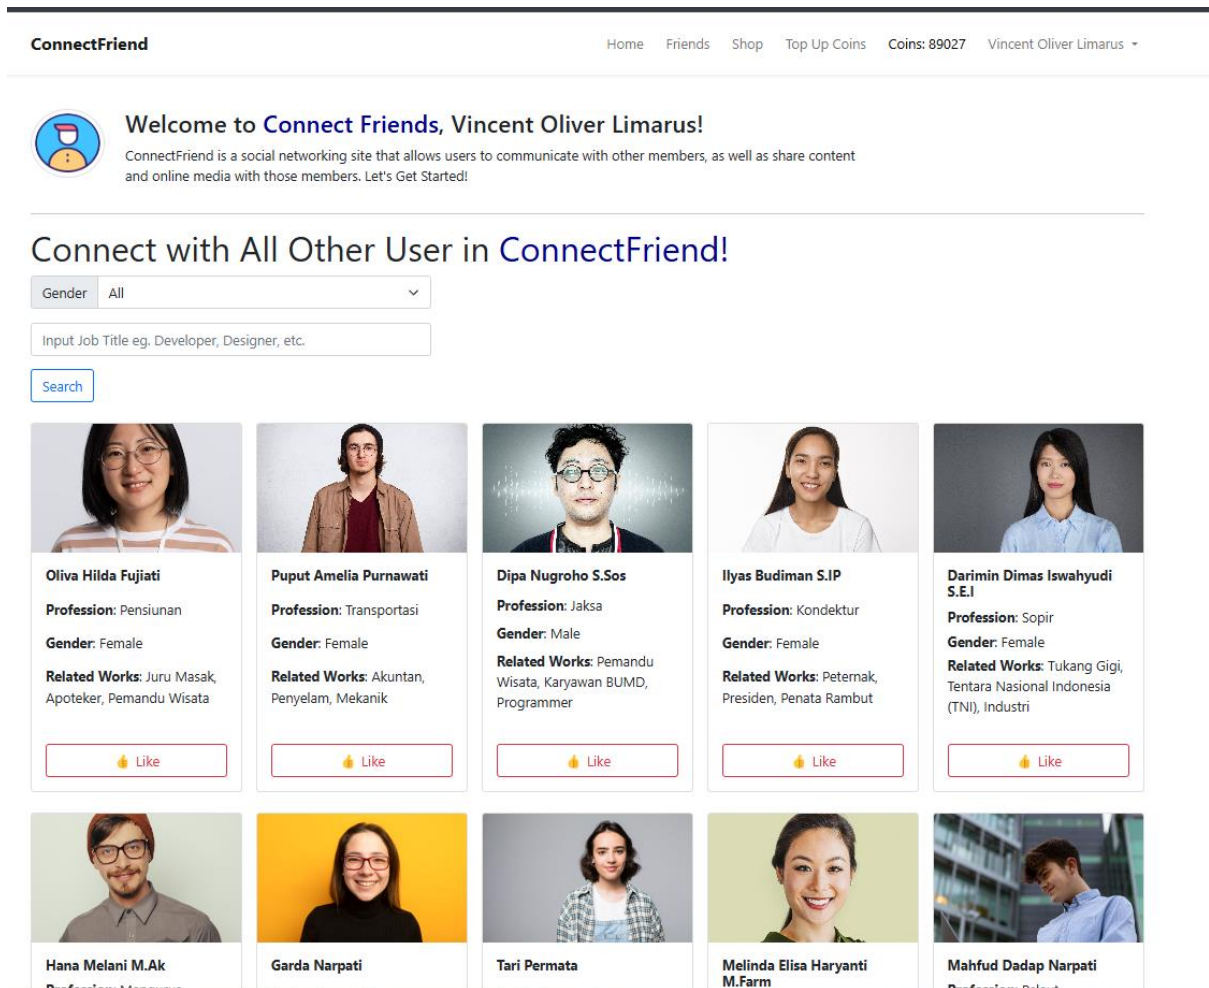 ConnectFriend
Home Friends Shop Top Up Coins Coins: 89027 Vincent Oliver Limarus
Welcome to Connect Friends, Vincent Oliver Limarus!
ConnectFriend is a social networking site that allows users to communicate with other members, as well as share content
and online media with those members. Let's Get Started!
Connect with All Other User in ConnectFriend!
Gender All
Input Job Title eg. Developer, Designer, etc.
Search
Oliva Hilda Fujiati
Profession: Pensiunan
Gender: Female
Related Works: Juru Masak,
Apoteker, Pemandu Wisata
👍 Like
Puput Amelia Purnawati
Profession: Transportasi
Gender: Female
Related Works: Akuntan,
Penyelam, Mekanik
👍 Like
Dipa Nugroho S.Sos
Profession: Jaksa
Gender: Male
Related Works: Pemandu
Wisata, Karyawan BUMD,
Programmer
👍 Like
Ilyas Budiman S.IP
Profession: Kondektur
Gender: Female
Related Works: Peternak,
Presiden, Penata Rambut
👍 Like
Darimin Dimas Iswahyudi
S.E.I
Profession: Sopir
Gender: Female
Related Works: Tukang Gigi,
Tentara Nasional Indonesia
(TNI), Industri
👍 Like
Hana Melani M.Ak
Garda Narpati
Tari Permata
Melinda Elisa Haryanti
M.Farm
Mahfud Dadap Narpati